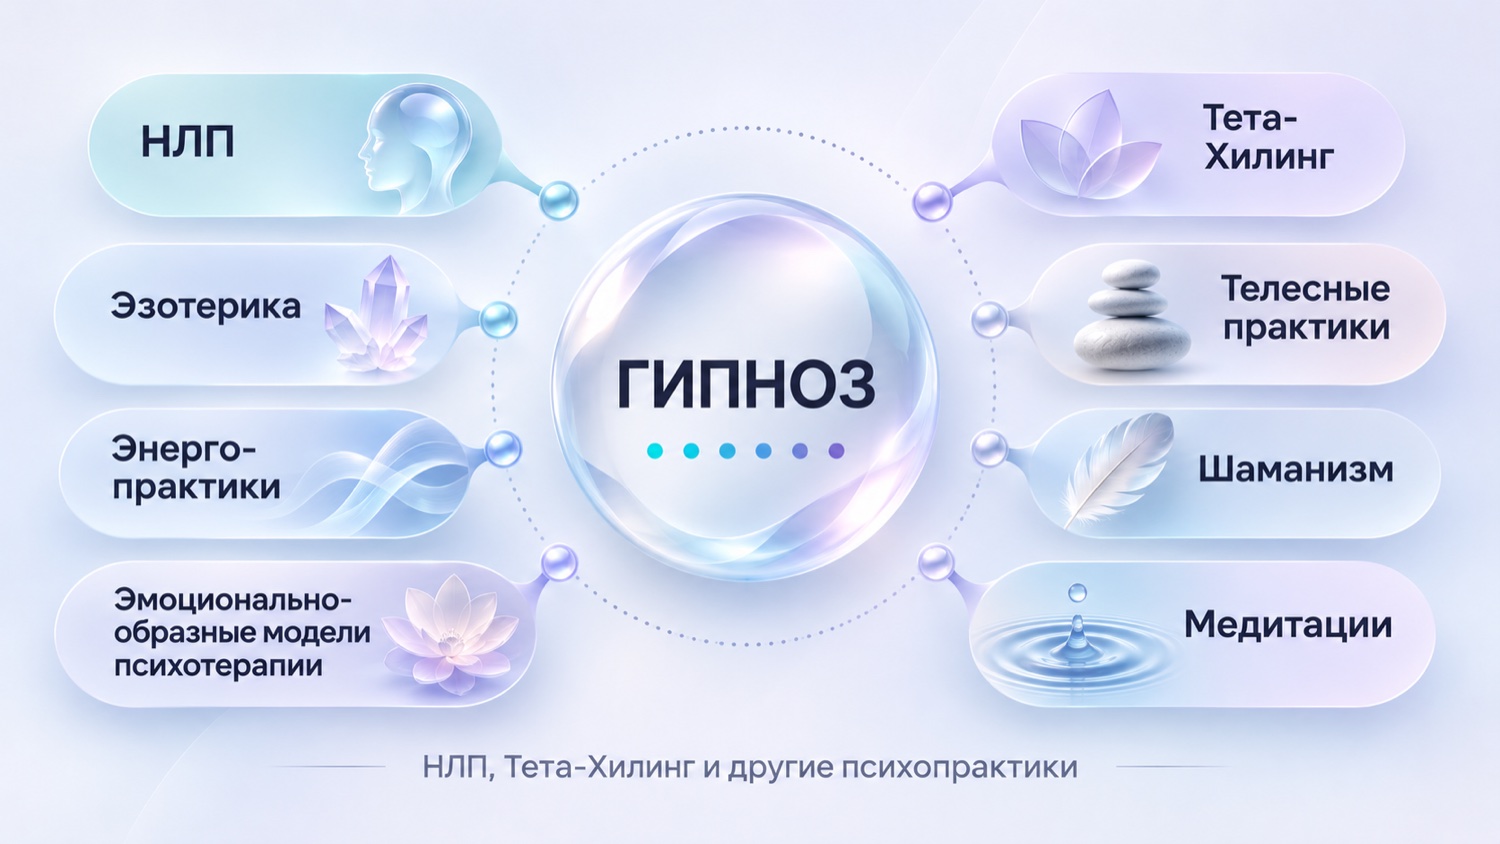 НЛП
Эзотерика
Энерго-
практики
Эмоционально-
образные модели
психотерапии
ГИПНОЗ
Тета-
Хилинг
Телесные
практики
Шаманизм
Медитации
НЛП, Тета-Хилинг и другие психопрактики